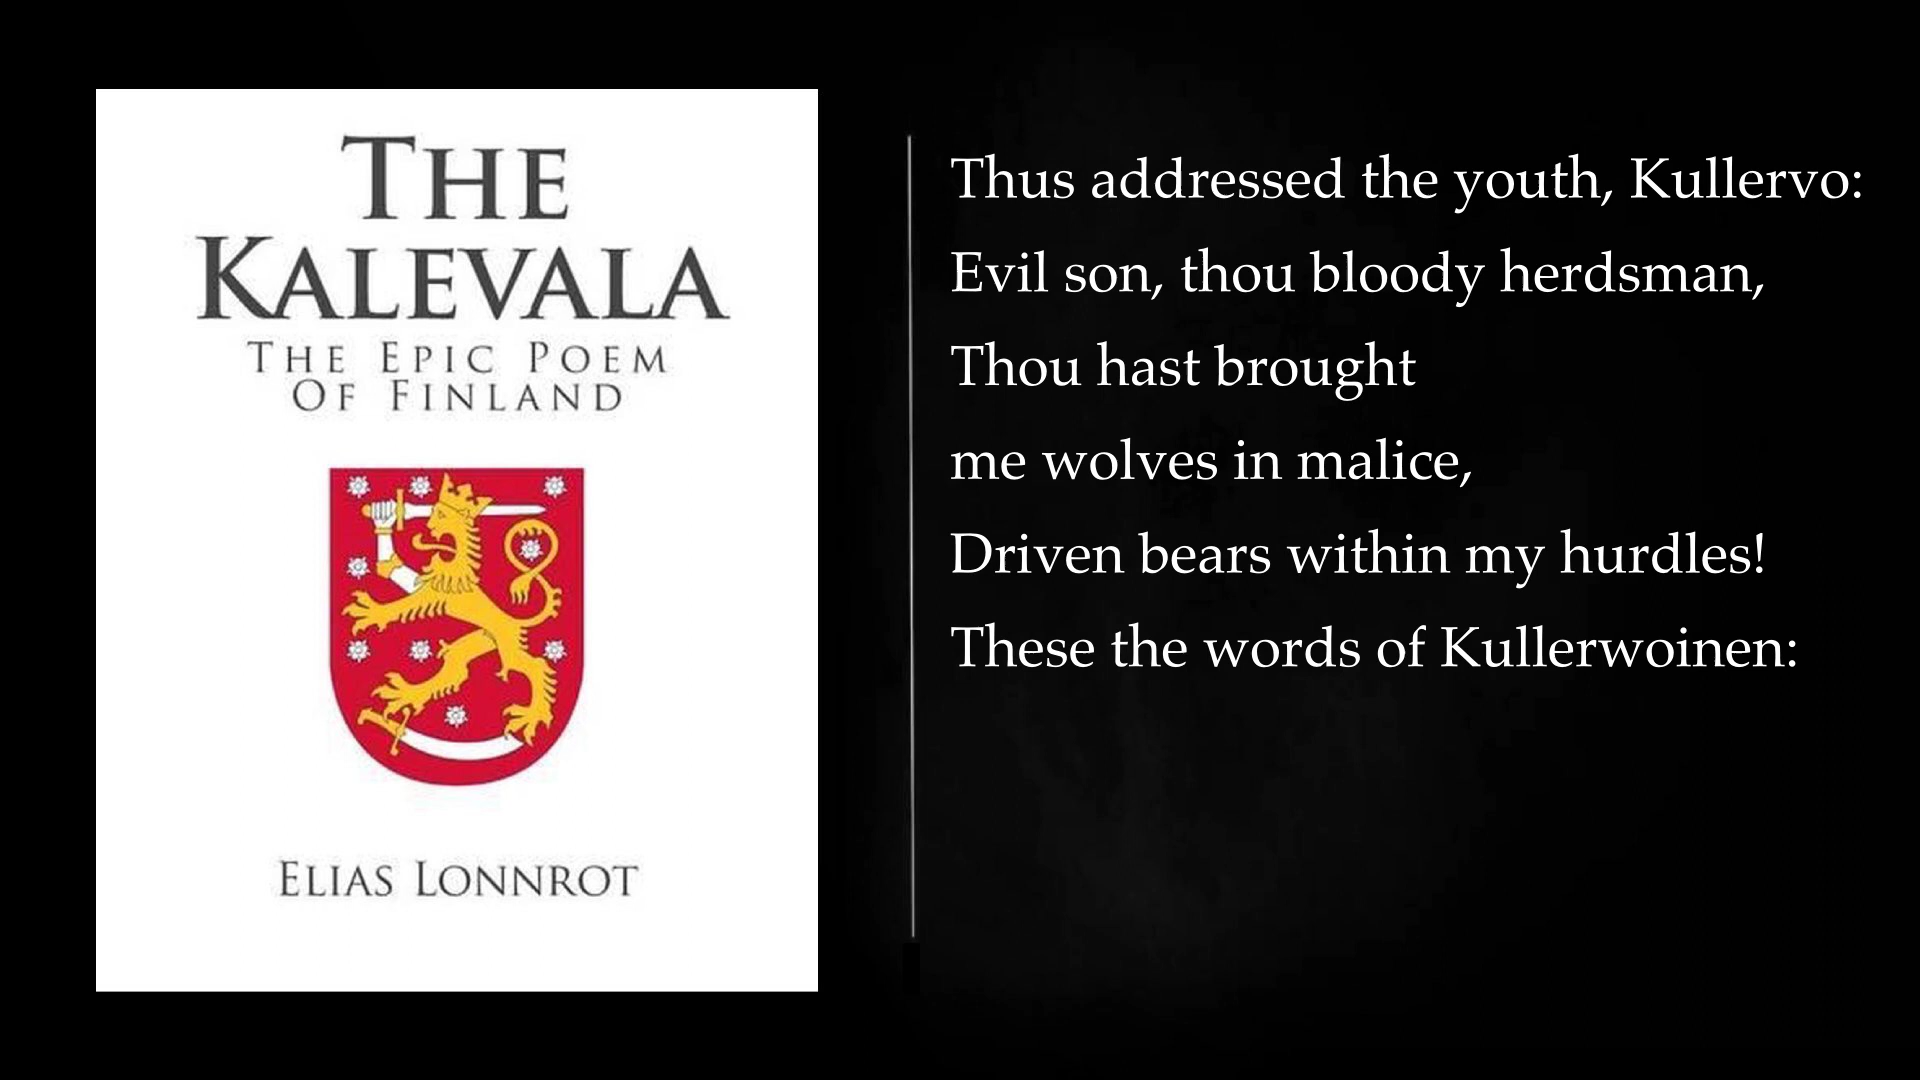 THE
KALEVALA
THE EPIC POEM
OF FINLAND
ELIAS LONNROT
Thus addressed the youth, Kullervo:
Evil son, thou bloody herdsman,
Thou hast brought
me wolves in malice,
Driven bears within my hurdles!
These the words of Kullerwoinen: